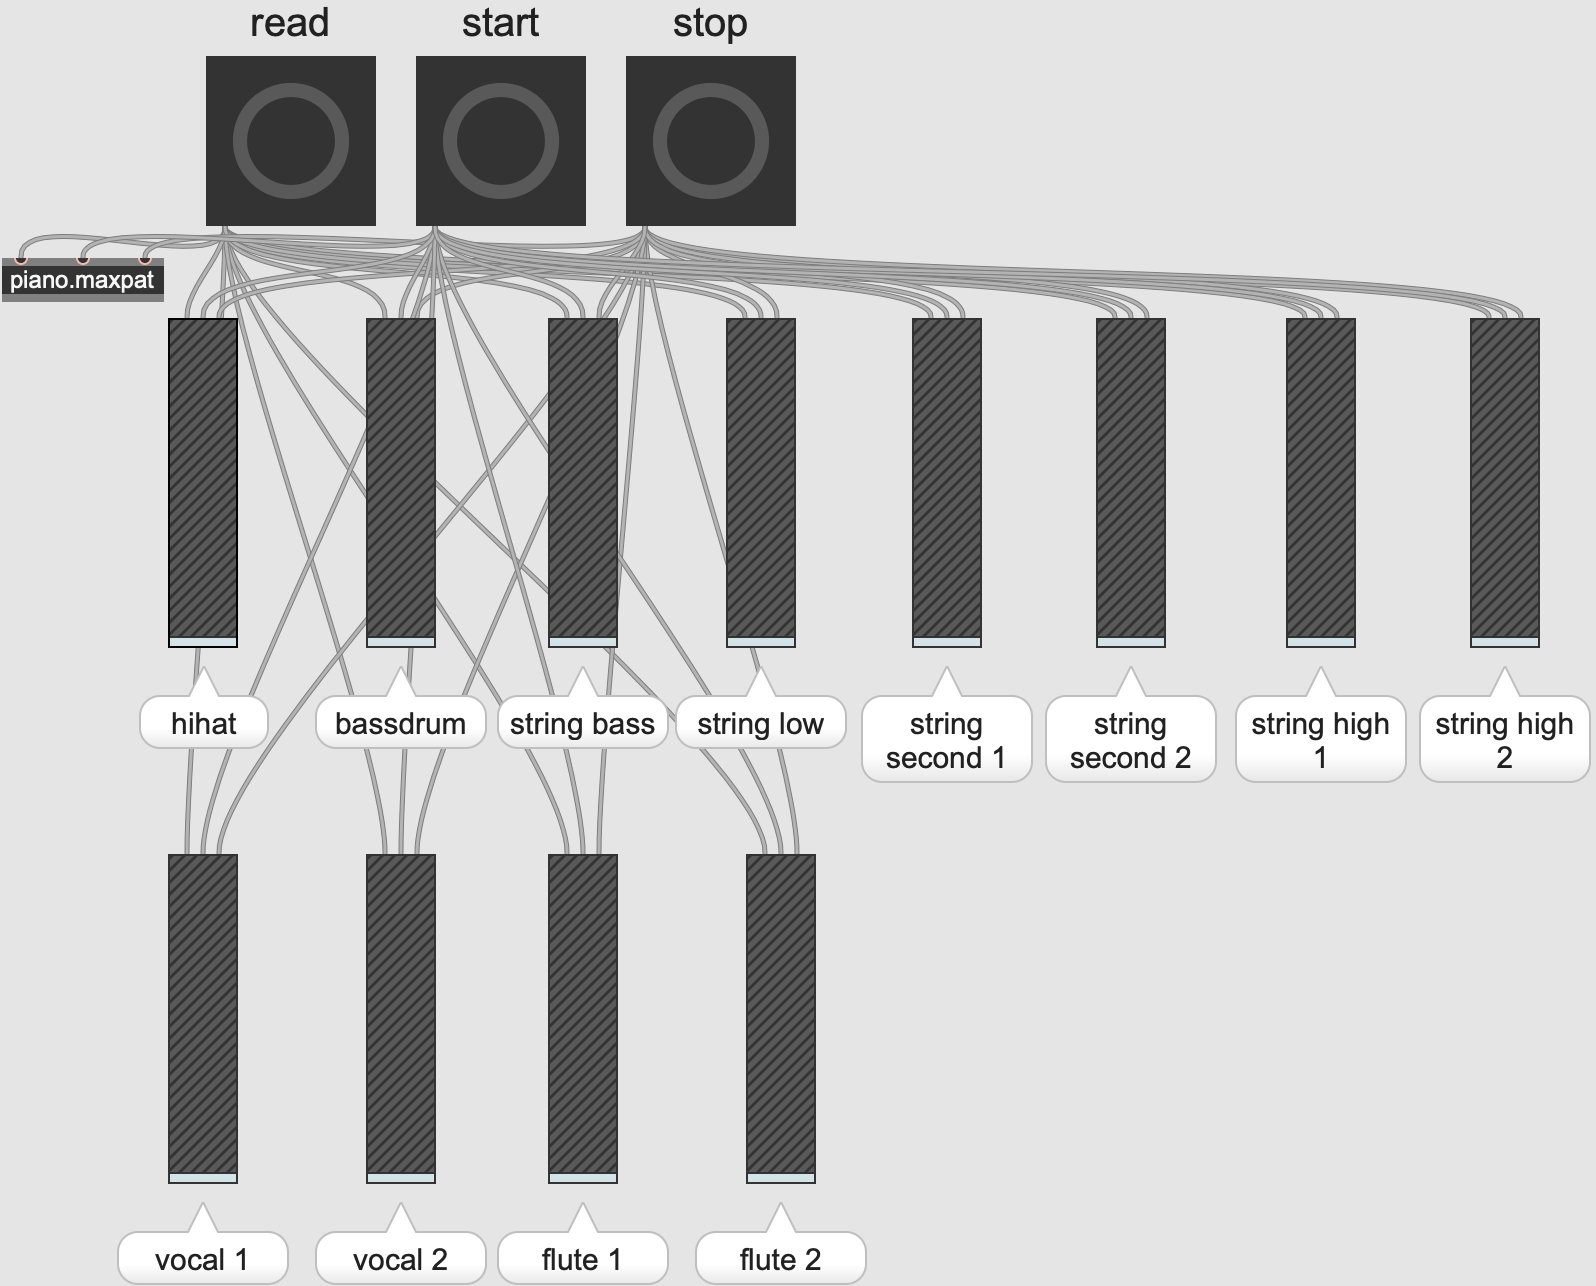 read
start
stop
piano.maxpat
hihat
bassdrum
string bass
string low
string
second 1
string
second 2
string high
1
string high
2
vocal 1
vocal 2
flute 1
flute 2